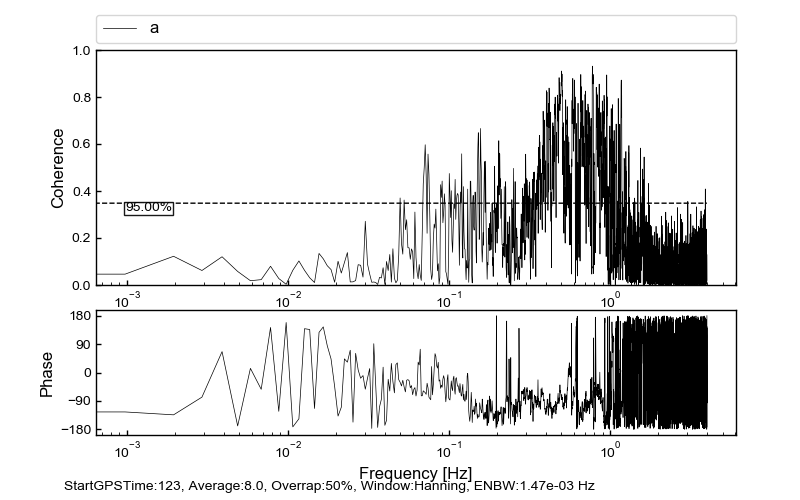 a
1.0
0.8
0.6
0.4
0.2
0.0
Coherence
95.00%
10⁻³ 10⁻² 10⁻¹ 10⁰
180
90
0
−90
−180
Phase
10⁻³ 10⁻² 10⁻¹ 10⁰
Frequency [Hz]
StartGPSTime:123, Average:8.0, Overrap:50%, Window:Hanning, ENBW:1.47e-03 Hz